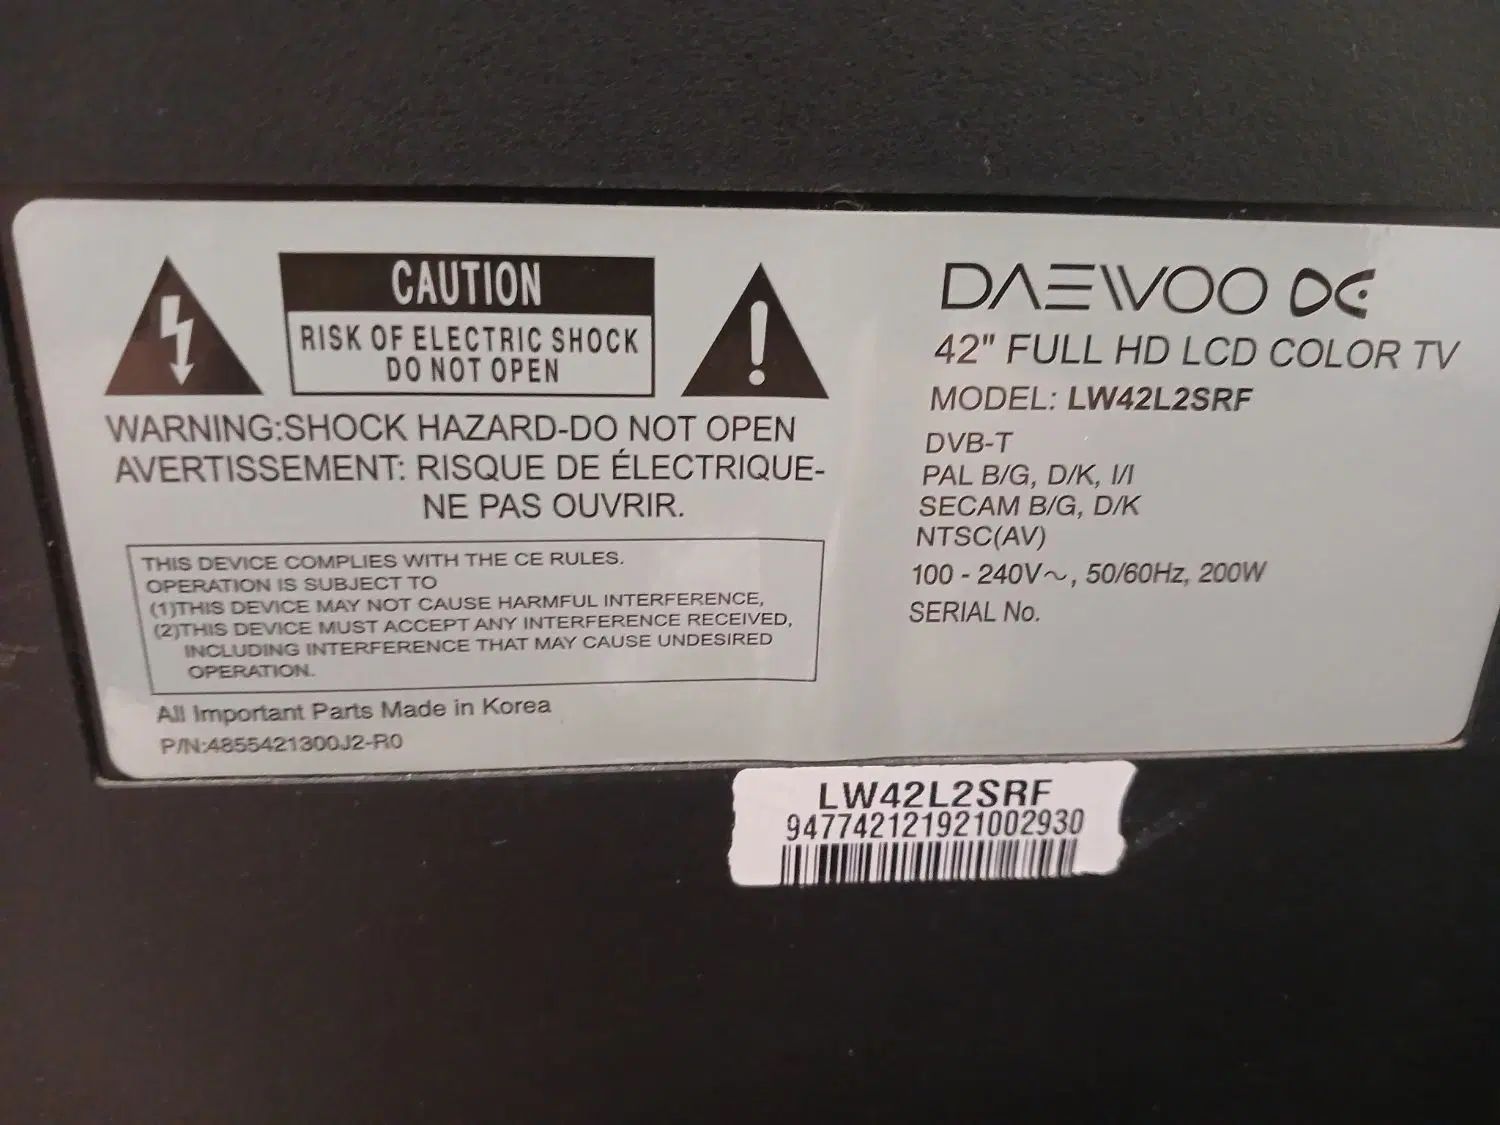 CAUTION
RISK OF ELECTRIC SHOCK
DO NOT OPEN
WARNING:SHOCK HAZARD-DO NOT OPEN
AVERTISSEMENT: RISQUE DE ÉLECTRIQUE-
NE PAS OUVRIR.
THIS DEVICE COMPLIES WITH THE CE RULES.
OPERATION IS SUBJECT TO
(1)THIS DEVICE MAY NOT CAUSE HARMFUL INTERFERENCE,
(2)THIS DEVICE MUST ACCEPT ANY INTERFERENCE RECEIVED,
INCLUDING INTERFERENCE THAT MAY CAUSE UNDESIRED
OPERATION.
All Important Parts Made in Korea
P/N:4855421300J2-R0
DAEWOO DE
42" FULL HD LCD COLOR TV
MODEL: LW42L2SRF
DVB-T
PAL B/G, D/K, I/I
SECAM B/G, D/K
NTSC(AV)
100 - 240V~, 50/60Hz, 200W
SERIAL No.
LW42L2SRF
947742121921002930